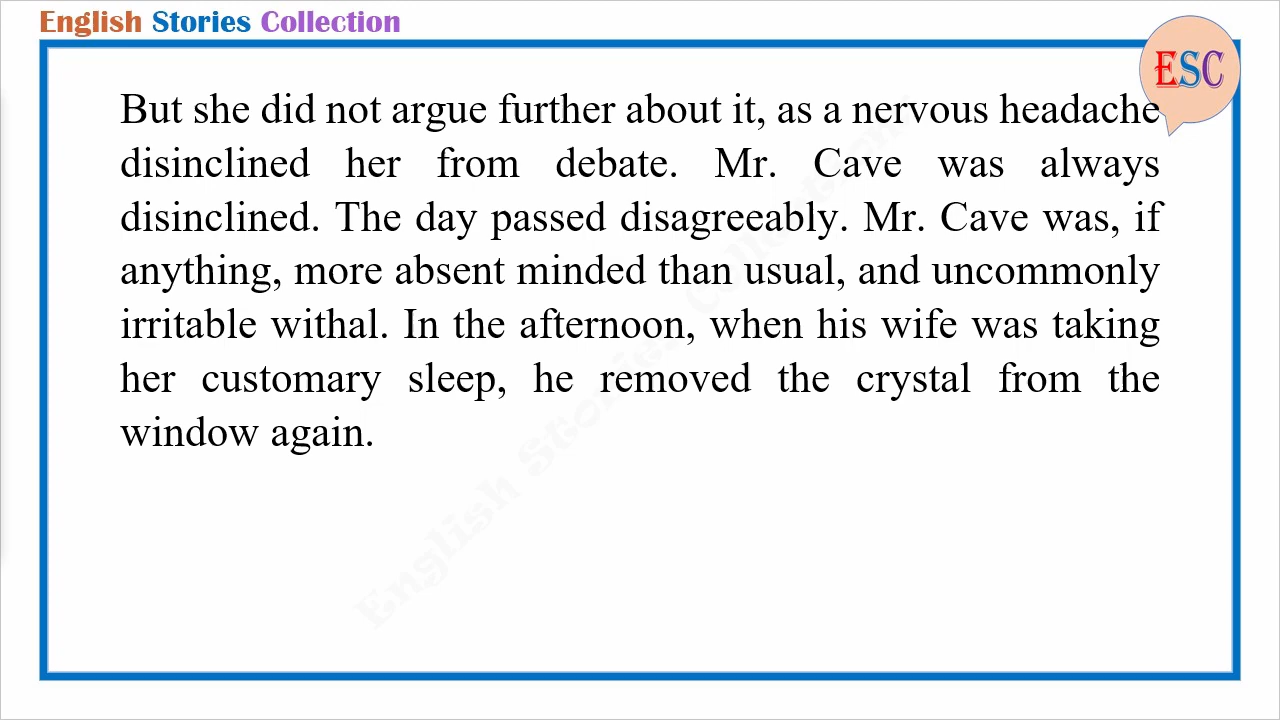 English Stories Collection
ESC
But she did not argue further about it, as a nervous headache
disinclined her from debate. Mr. Cave was always
disinclined. The day passed disagreeably. Mr. Cave was, if
anything, more absent minded than usual, and uncommonly
irritable withal. In the afternoon, when his wife was taking
her customary sleep, he removed the crystal from the
window again.
English Stories Collection